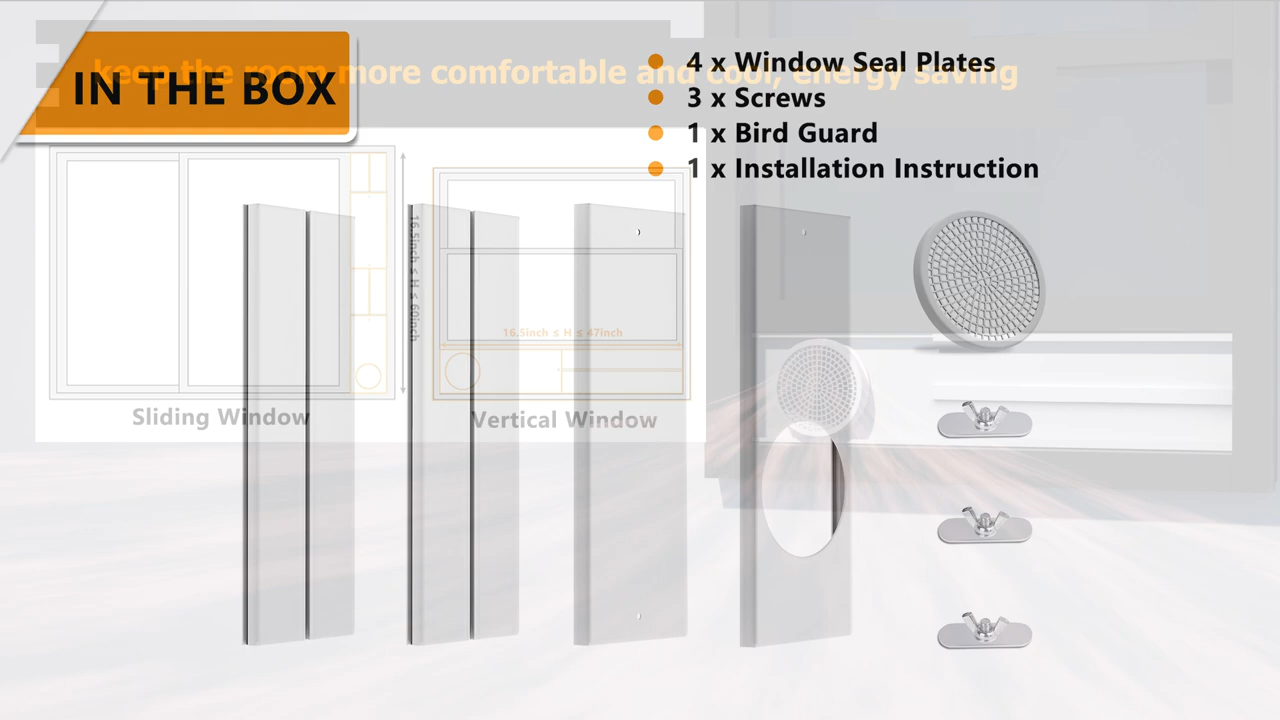 keep the room more comfortable and cool, energy saving
IN THE BOX
4 x Window Seal Plates
3 x Screws
1 x Bird Guard
1 x Installation Instruction
16.5inch ≤ H ≤ 60inch
16.5inch ≤ H ≤ 47inch
Sliding Window
Vertical Window